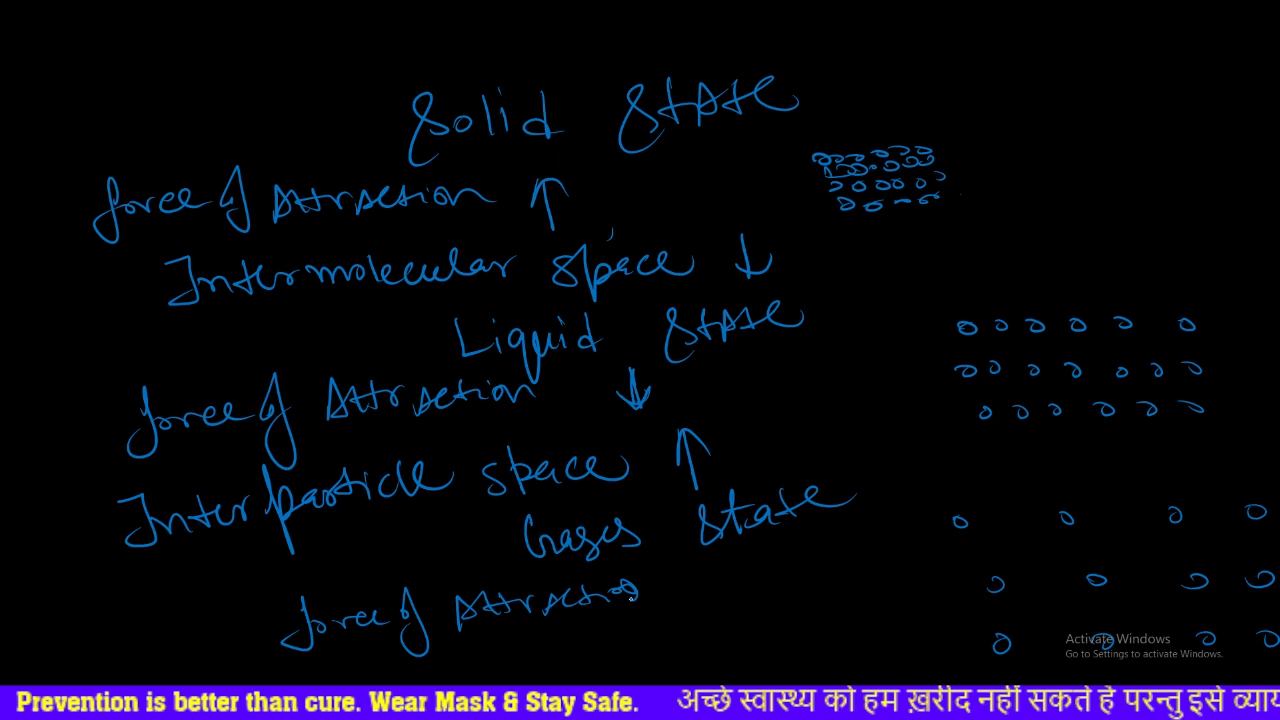 Solid State
force of Attraction ↑
Intermolecular space ↓
Liquid State
force of Attraction ↓
Inter particle space ↑
Gases State
force of Attraction
Activate Windows
Go to Settings to activate Windows.
Prevention is better than cure. Wear Mask & Stay Safe. अच्छे स्वास्थ्य को हम ख़रीद नहीं सकते हैं परन्तु इसे व्याया